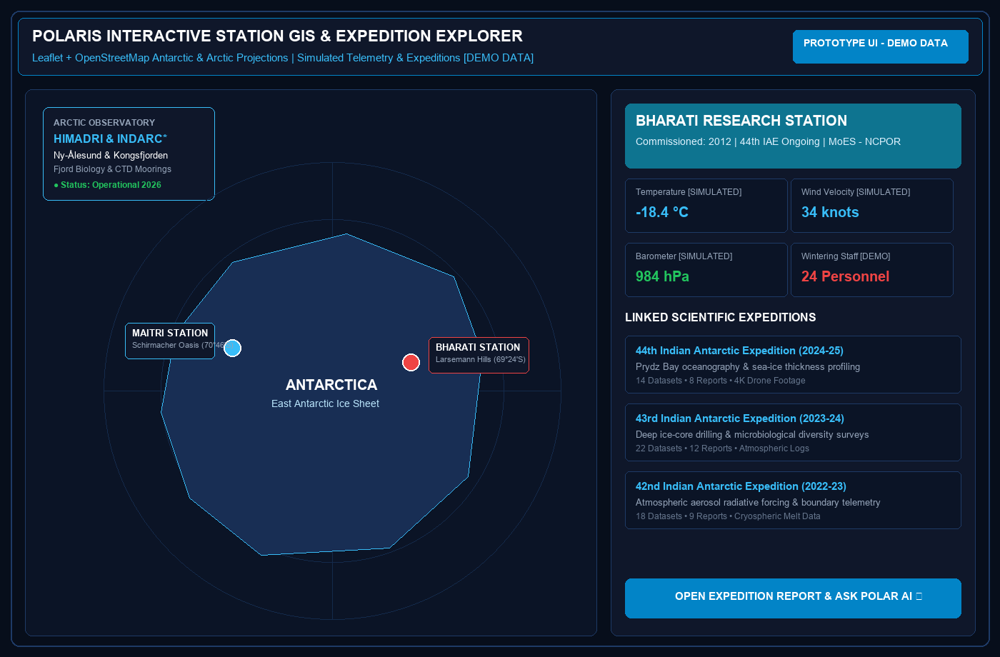 POLARIS INTERACTIVE STATION GIS & EXPEDITION EXPLORER
Leaflet + OpenStreetMap Antarctic & Arctic Projections | Simulated Telemetry & Expeditions [DEMO DATA]
PROTOTYPE UI - DEMO DATA
ARCTIC OBSERVATORY
HIMADRI & INDARC*
Ny-Ålesund & Kongsfjorden
Fjord Biology & CTD Moorings
● Status: Operational 2026
MAITRI STATION
Schirmacher Oasis (70°46'
BHARATI STATION
Larsemann Hills (69°24'S)
ANTARCTICA
East Antarctic Ice Sheet
BHARATI RESEARCH STATION
Commissioned: 2012 | 44th IAE Ongoing | MoES - NCPOR
Temperature [SIMULATED]
-18.4 °C
Wind Velocity [SIMULATED]
34 knots
Barometer [SIMULATED]
984 hPa
Wintering Staff [DEMO]
24 Personnel
LINKED SCIENTIFIC EXPEDITIONS
44th Indian Antarctic Expedition (2024-25)
Prydz Bay oceanography & sea-ice thickness profiling
14 Datasets • 8 Reports • 4K Drone Footage
43rd Indian Antarctic Expedition (2023-24)
Deep ice-core drilling & microbiological diversity surveys
22 Datasets • 12 Reports • Atmospheric Logs
42nd Indian Antarctic Expedition (2022-23)
Atmospheric aerosol radiative forcing & boundary telemetry
18 Datasets • 9 Reports • Cryospheric Melt Data
OPEN EXPEDITION REPORT & ASK POLAR AI